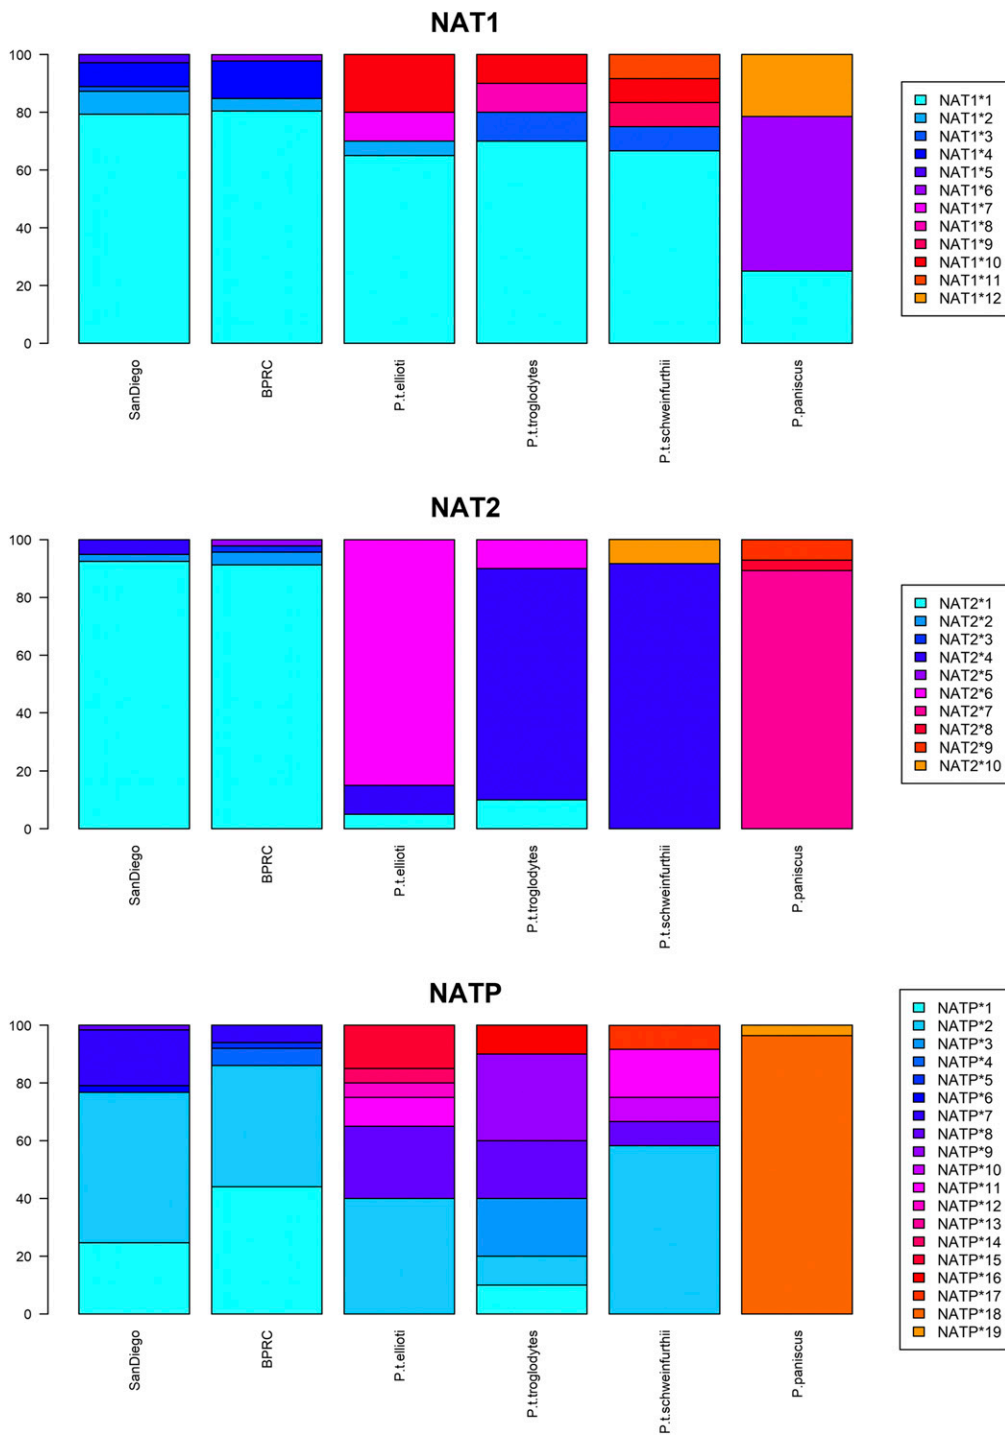 NAT1
100
80
60
40
20
0
SanDiego
BPRC
P.t.ellioti
P.t.troglodytes
P.t.schweinfurthii
P.paniscus
NAT1*1
NAT1*2
NAT1*3
NAT1*4
NAT1*5
NAT1*6
NAT1*7
NAT1*8
NAT1*9
NAT1*10
NAT1*11
NAT1*12
NAT2
100
80
60
40
20
0
SanDiego
BPRC
P.t.ellioti
P.t.troglodytes
P.t.schweinfurthii
P.paniscus
NAT2*1
NAT2*2
NAT2*3
NAT2*4
NAT2*5
NAT2*6
NAT2*7
NAT2*8
NAT2*9
NAT2*10
NATP
100
80
60
40
20
0
SanDiego
BPRC
P.t.ellioti
P.t.troglodytes
P.t.schweinfurthii
P.paniscus
NATP*1
NATP*2
NATP*3
NATP*4
NATP*5
NATP*6
NATP*7
NATP*8
NATP*9
NATP*10
NATP*11
NATP*12
NATP*13
NATP*14
NATP*15
NATP*16
NATP*17
NATP*18
NATP*19